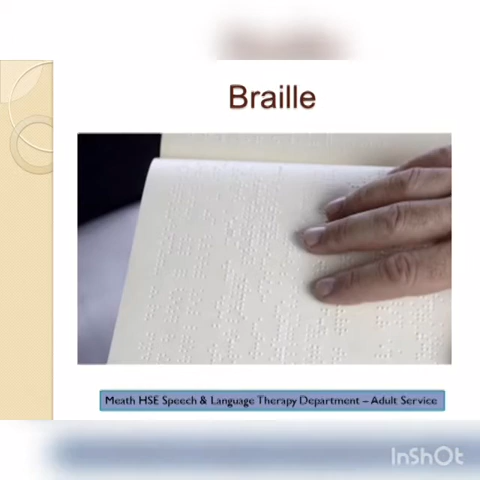 Braille
Meath HSE Speech & Language Therapy Department – Adult Service
InShOt